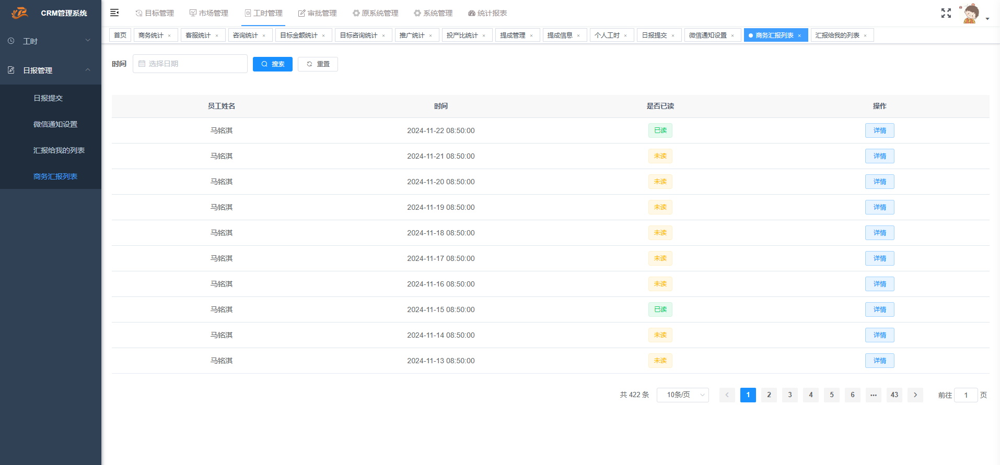 CRM管理系统
目标管理 市场管理 工时管理 审批管理 原系统管理 系统管理 统计报表
首页 商务统计 × 客服统计 × 咨询统计 × 目标金额统计 × 目标咨询统计 × 推广统计 × 投产比统计 × 提成管理 × 提成信息 × 个人工时 × 日报提交 × 微信通知设置 × 商务汇报列表 × 汇报给我的列表 ×
工时
日报管理
日报提交
微信通知设置
汇报给我的列表
商务汇报列表
时间 选择日期 搜索 重置
员工姓名 时间 是否已读 操作
马铭淇 2024-11-22 08:50:00 已读 详情
马铭淇 2024-11-21 08:50:00 未读 详情
马铭淇 2024-11-20 08:50:00 未读 详情
马铭淇 2024-11-19 08:50:00 未读 详情
马铭淇 2024-11-18 08:50:00 未读 详情
马铭淇 2024-11-17 08:50:00 未读 详情
马铭淇 2024-11-16 08:50:00 未读 详情
马铭淇 2024-11-15 08:50:00 已读 详情
马铭淇 2024-11-14 08:50:00 未读 详情
马铭淇 2024-11-13 08:50:00 未读 详情
共 422 条 10条/页 1 2 3 4 5 6 ••• 43 前往 1 页